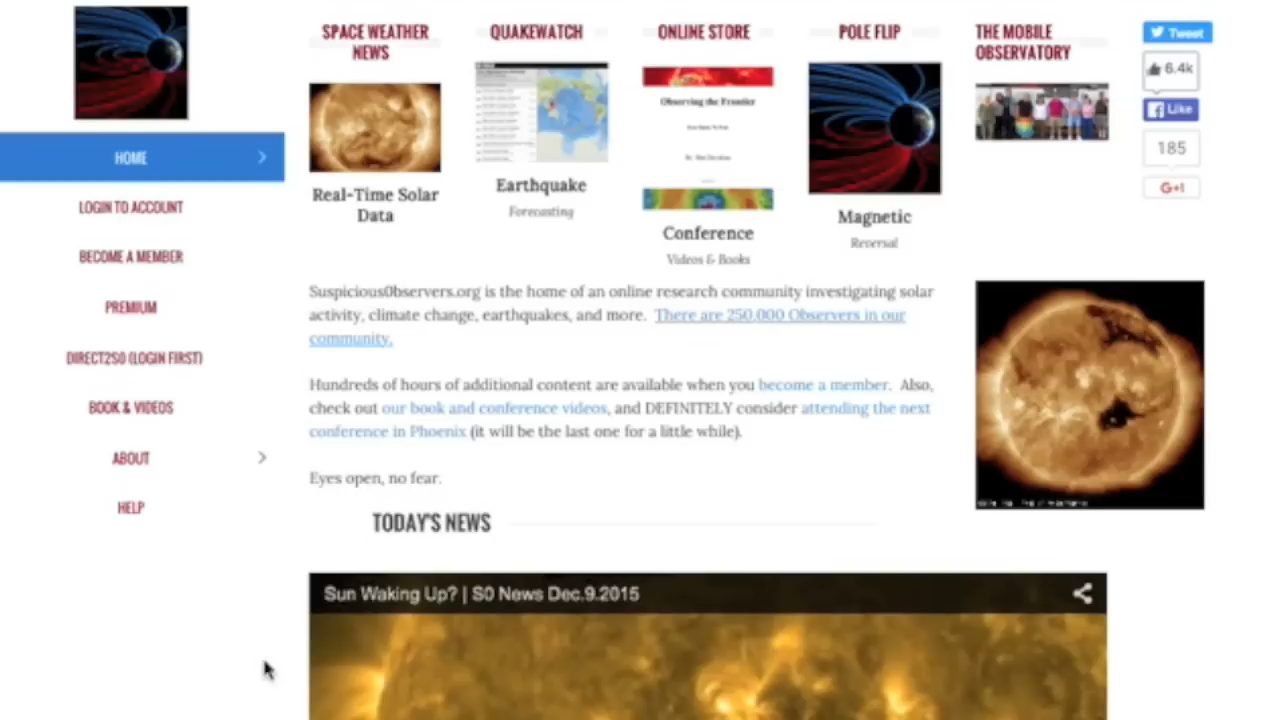 SPACE WEATHER
NEWS
QUAKEWATCH
ONLINE STORE
POLE FLIP
THE MOBILE
OBSERVATORY
Tweet
6.4k
Like
185
G+1
HOME
LOGIN TO ACCOUNT
BECOME A MEMBER
PREMIUM
DIRECT2S0 (LOGIN FIRST)
BOOK & VIDEOS
ABOUT
HELP
Real-Time Solar
Data
Earthquake
Forecasting
Observing the Frontier
Conference
Videos & Books
Magnetic
Reversal
Suspicious0bservers.org is the home of an online research community investigating solar
activity, climate change, earthquakes, and more. There are 250,000 Observers in our
community.
Hundreds of hours of additional content are available when you become a member. Also,
check out our book and conference videos, and DEFINITELY consider attending the next
conference in Phoenix (it will be the last one for a little while).
Eyes open, no fear.
TODAY'S NEWS
Sun Waking Up? | S0 News Dec.9.2015